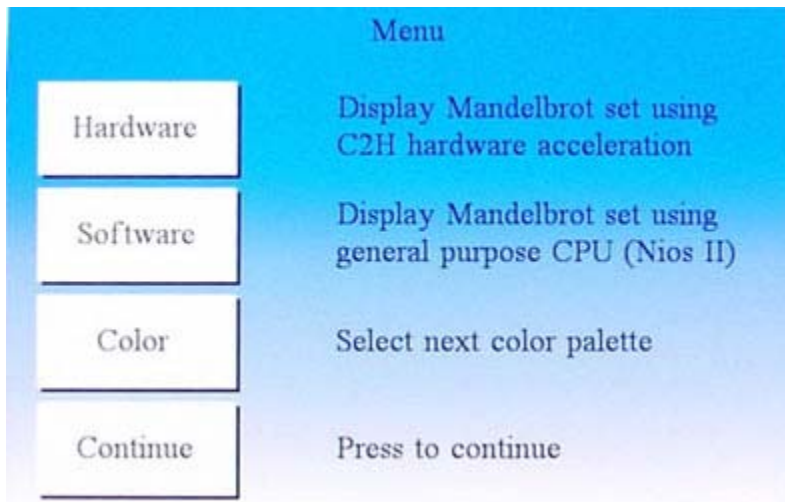 Menu
Hardware
Display Mandelbrot set using
C2H hardware acceleration
Software
Display Mandelbrot set using
general purpose CPU (Nios II)
Color
Select next color palette
Continue
Press to continue